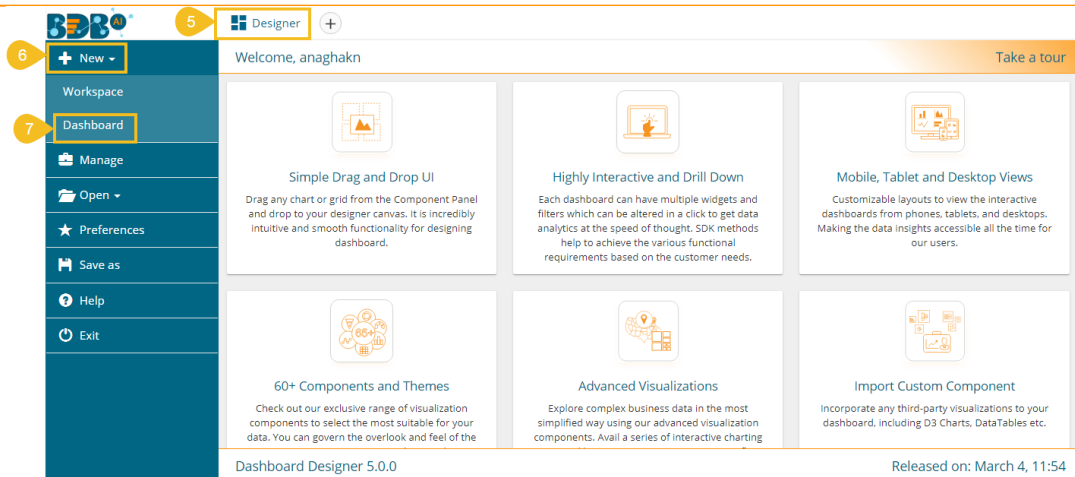 BDB AI
5
Designer
6
New
Welcome, anaghakn
Take a tour
Workspace
7
Dashboard
Manage
Open
Preferences
Save as
Help
Exit
Simple Drag and Drop UI
Drag any chart or grid from the Component Panel
and drop to your designer canvas. It is incredibly
intuitive and smooth functionality for designing
dashboard.
Highly Interactive and Drill Down
Each dashboard can have multiple widgets and
filters which can be altered in a click to get data
analytics at the speed of thought. SDK methods
help to achieve the various functional
requirements based on the customer needs.
Mobile, Tablet and Desktop Views
Customizable layouts to view the interactive
dashboards from phones, tablets, and desktops.
Making the data insights accessible all the time for
our users.
65+
60+ Components and Themes
Check out our exclusive range of visualization
components to select the most suitable for your
data. You can govern the overlook and feel of the
Advanced Visualizations
Explore complex business data in the most
simplified way using our advanced visualization
components. Avail a series of interactive charting
Import Custom Component
Incorporate any third-party visualizations to your
dashboard, including D3 Charts, DataTables etc.
Dashboard Designer 5.0.0
Released on: March 4, 11:54